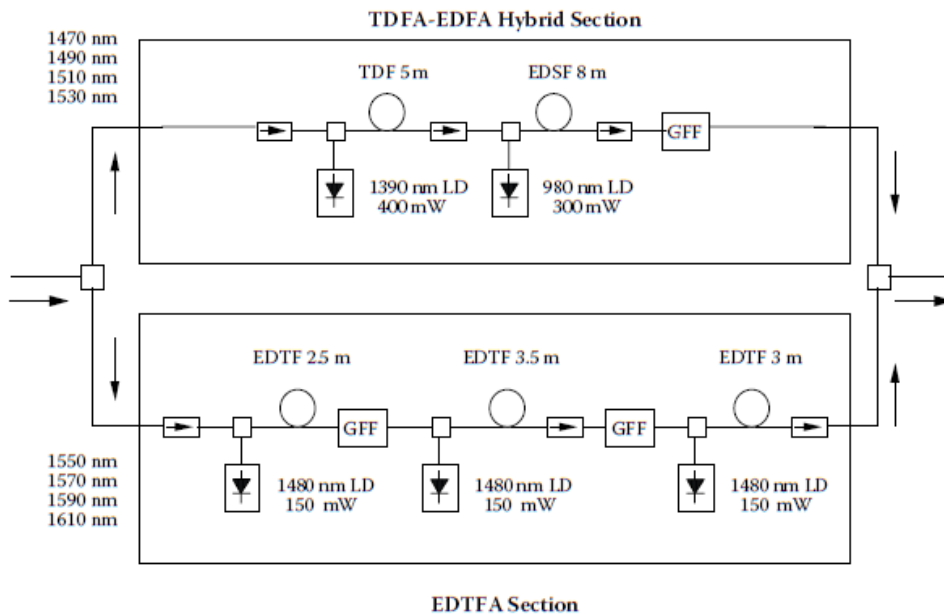 TDFA-EDFA Hybrid Section
1470 nm
1490 nm
1510 nm
1530 nm
TDF 5 m
EDSF 8 m
GFF
1390 nm LD
400 mW
980 nm LD
300 mW
EDTF 2.5 m
EDTF 3.5 m
EDTF 3 m
GFF
GFF
1550 nm
1570 nm
1590 nm
1610 nm
1480 nm LD
150 mW
1480 nm LD
150 mW
1480 nm LD
150 mW
EDTFA Section